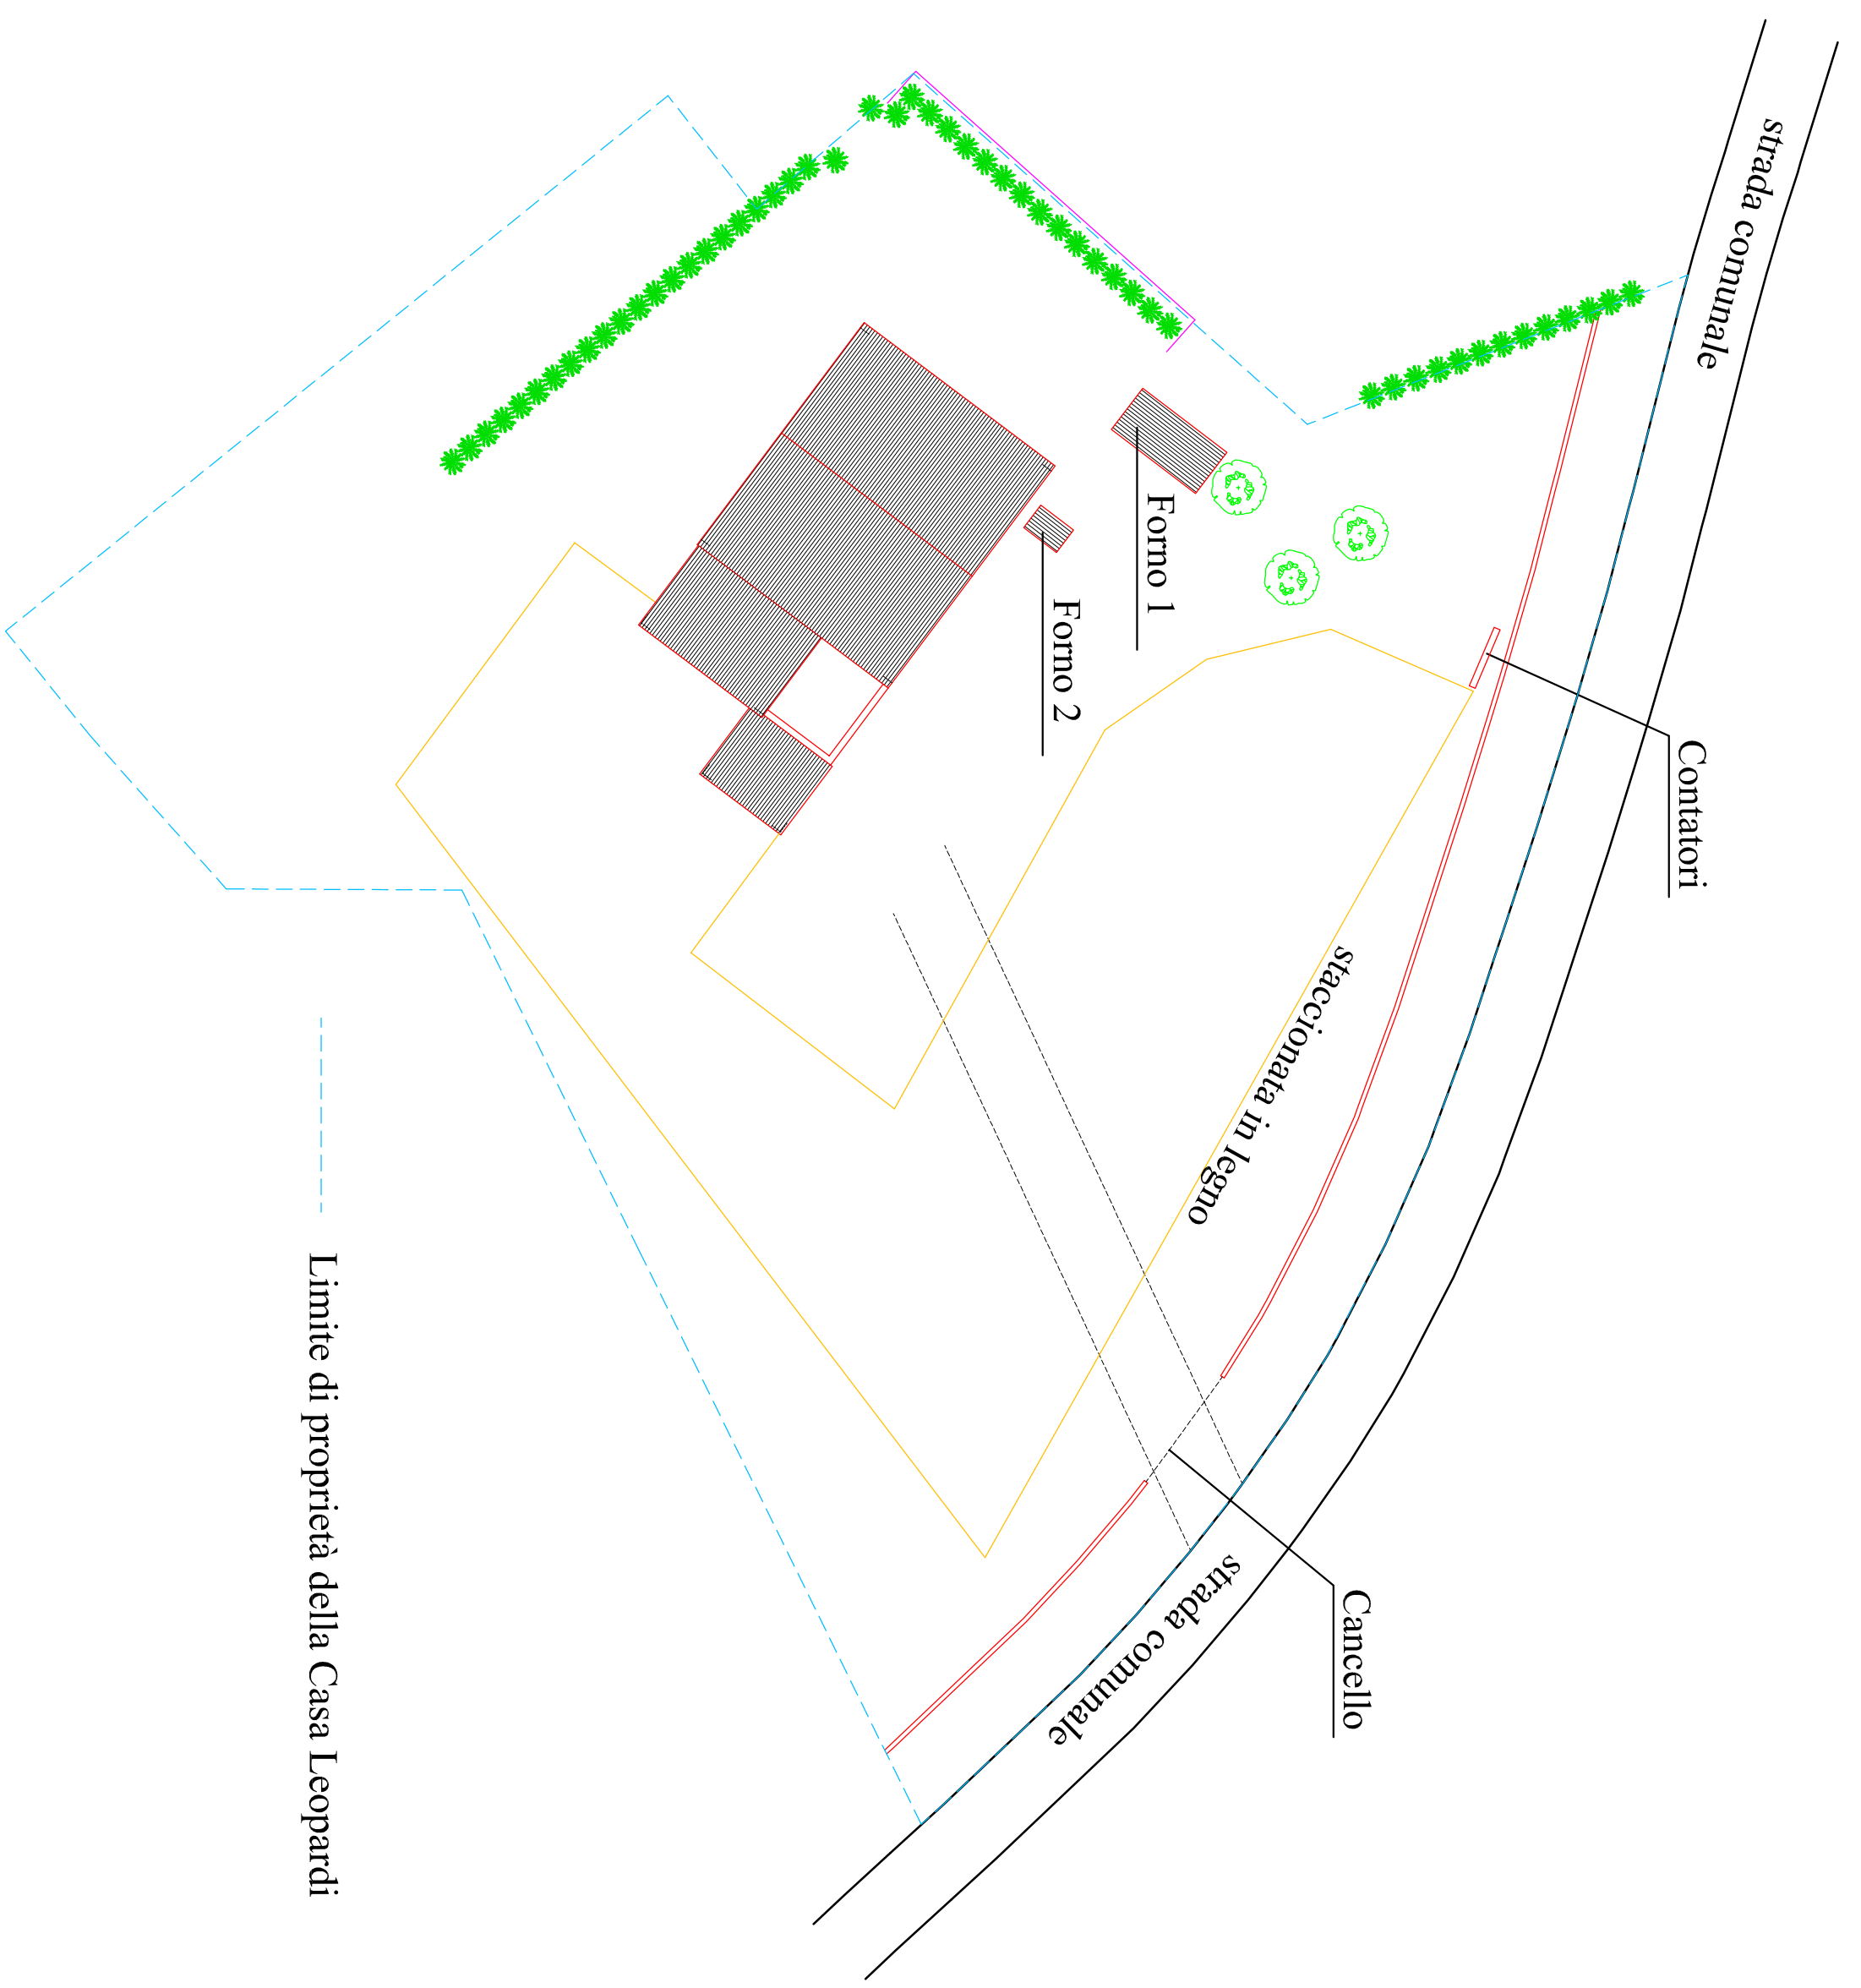 strada comunale
Contatori
Forno 1
Forno 2
staccionata in legno
Cancello
strada comunale
Limite di proprietà della Casa Leopardi